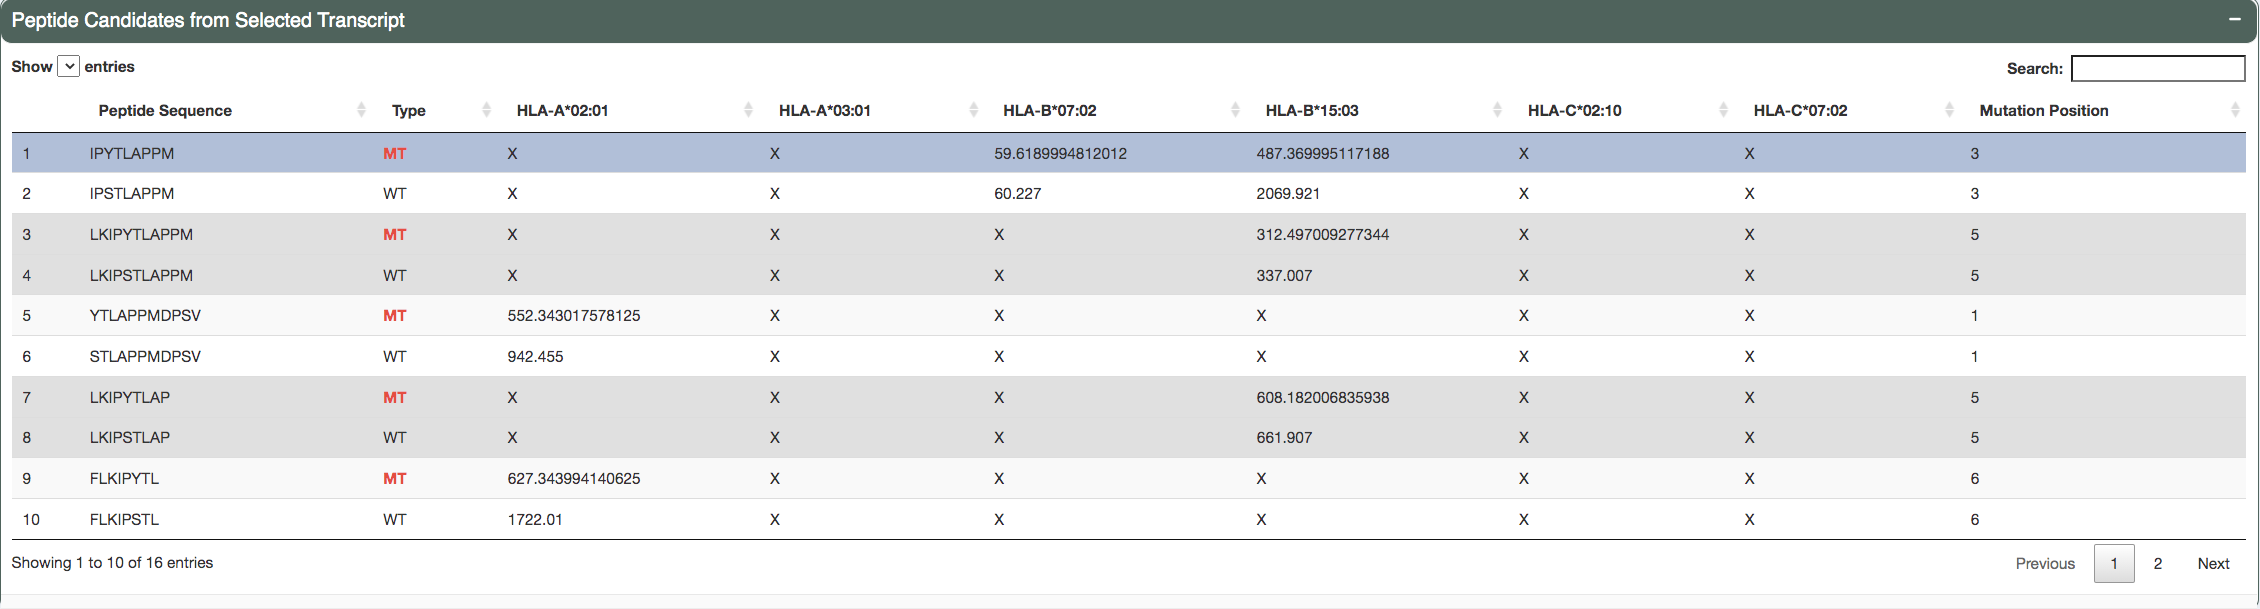 Peptide Candidates from Selected Transcript −
Show entries Search:
Peptide Sequence Type HLA-A*02:01 HLA-A*03:01 HLA-B*07:02 HLA-B*15:03 HLA-C*02:10 HLA-C*07:02 Mutation Position
1 IPYTLAPPM MT X X 59.6189994812012 487.369995117188 X X 3
2 IPSTLAPPM WT X X 60.227 2069.921 X X 3
3 LKIPYTLAPPM MT X X X 312.497009277344 X X 5
4 LKIPSTLAPPM WT X X X 337.007 X X 5
5 YTLAPPMDPSV MT 552.343017578125 X X X X X 1
6 STLAPPMDPSV WT 942.455 X X X X X 1
7 LKIPYTLAP MT X X X 608.182006835938 X X 5
8 LKIPSTLAP WT X X X 661.907 X X 5
9 FLKIPYTL MT 627.343994140625 X X X X X 6
10 FLKIPSTL WT 1722.01 X X X X X 6
Showing 1 to 10 of 16 entries Previous 1 2 Next